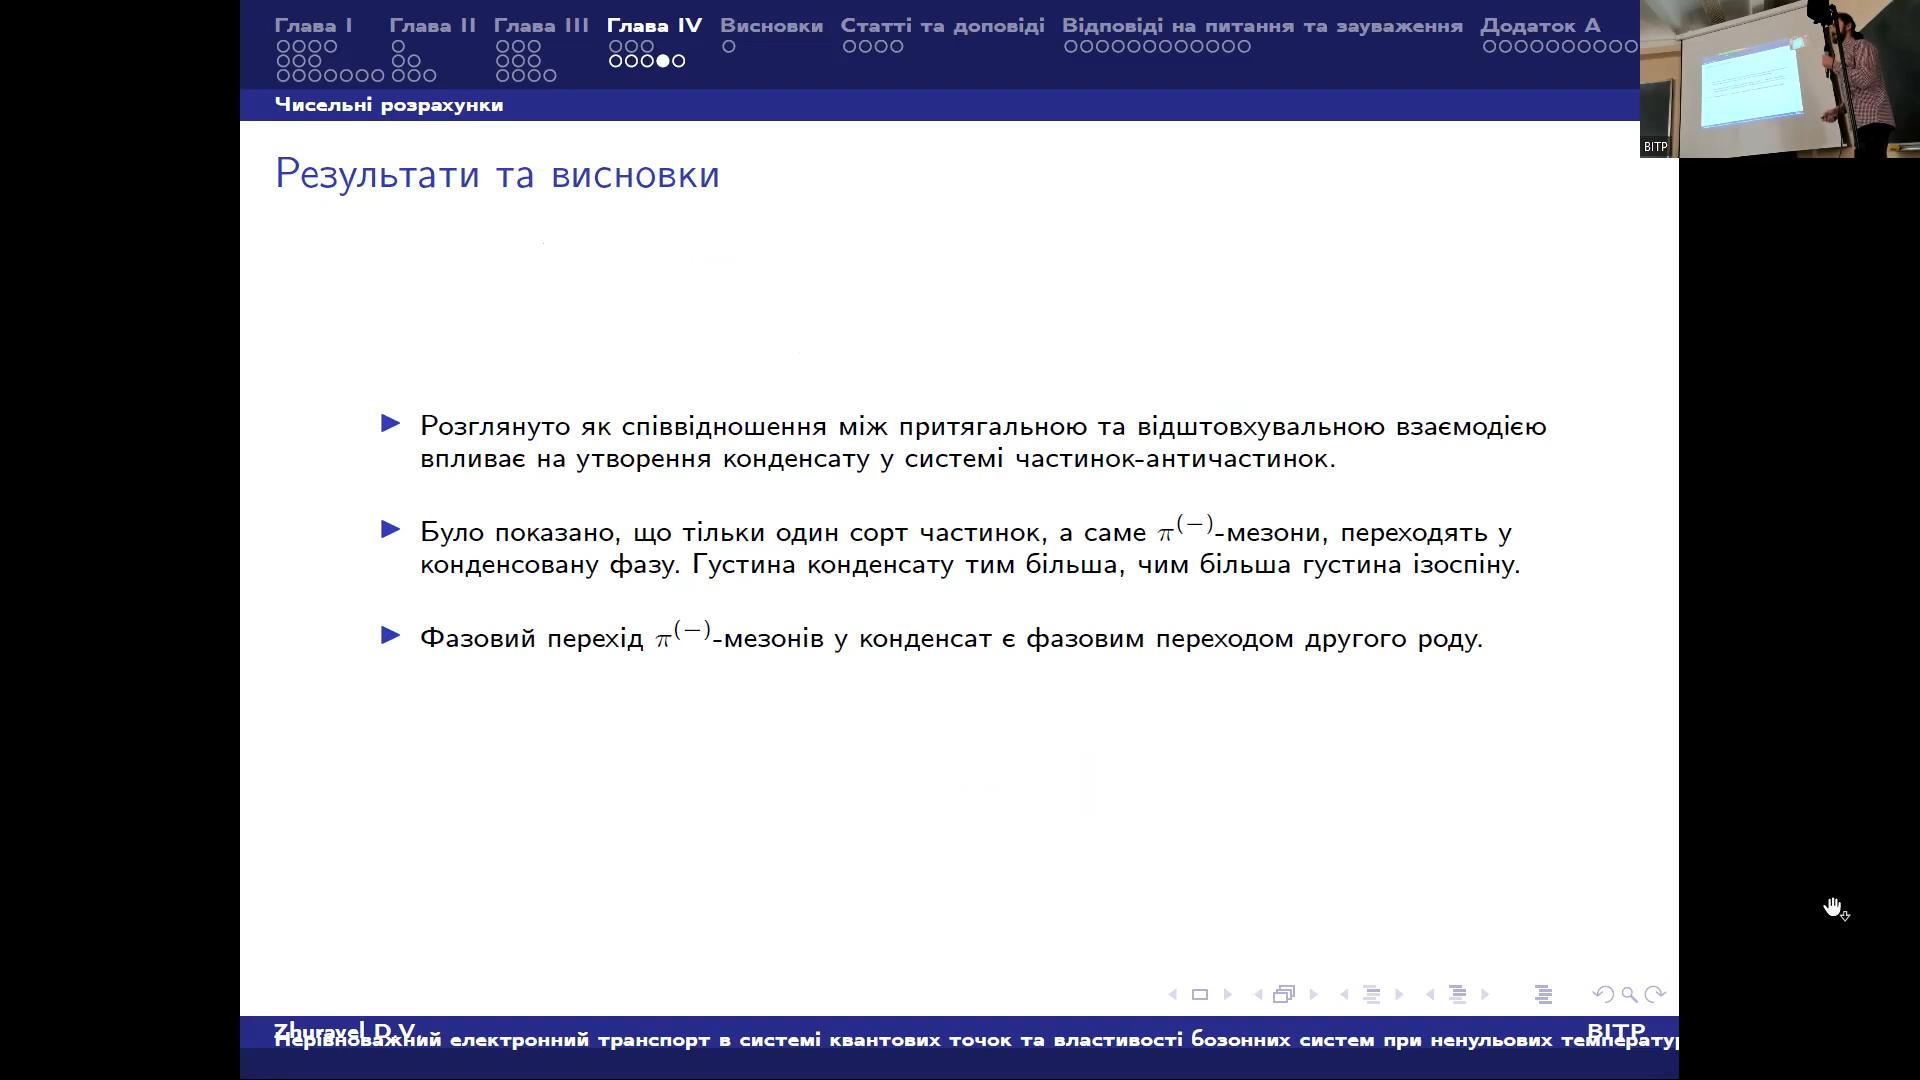 Глава I Глава II Глава III Глава IV Висновки Статті та доповіді Відповіді на питання та зауваження Додаток А
Чисельні розрахунки
BITP
Результати та висновки
Розглянуто як співвідношення між притягальною та відштовхувальною взаємодією
впливає на утворення конденсату у системі частинок-античастинок.
Було показано, що тільки один сорт частинок, а саме π⁽⁻⁾-мезони, переходять у
конденсовану фазу. Густина конденсату тим більша, чим більша густина ізоспіну.
Фазовий перехід π⁽⁻⁾-мезонів у конденсат є фазовим переходом другого роду.
Zhuravel D.V. BITP
Нерівноважний електронний транспорт в системі квантових точок та властивості бозонних систем при ненульових температур